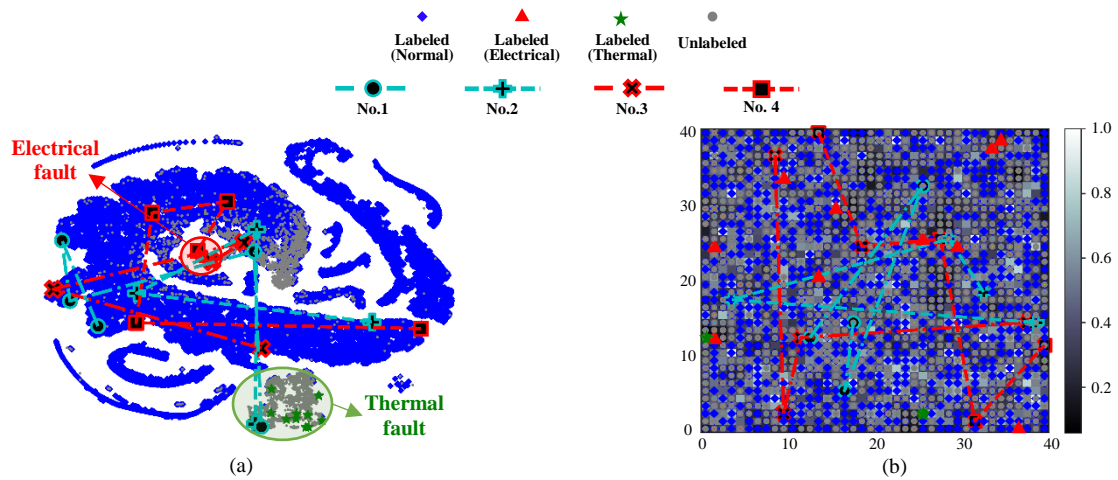 Labeled
(Normal)
Labeled
(Electrical)
Labeled
(Thermal)
Unlabeled
No.1
No.2
No.3
No. 4
Electrical
fault
Thermal
fault
(a)
40
30
20
10
0
0
10
20
30
40
(b)
1.0
0.8
0.6
0.4
0.2